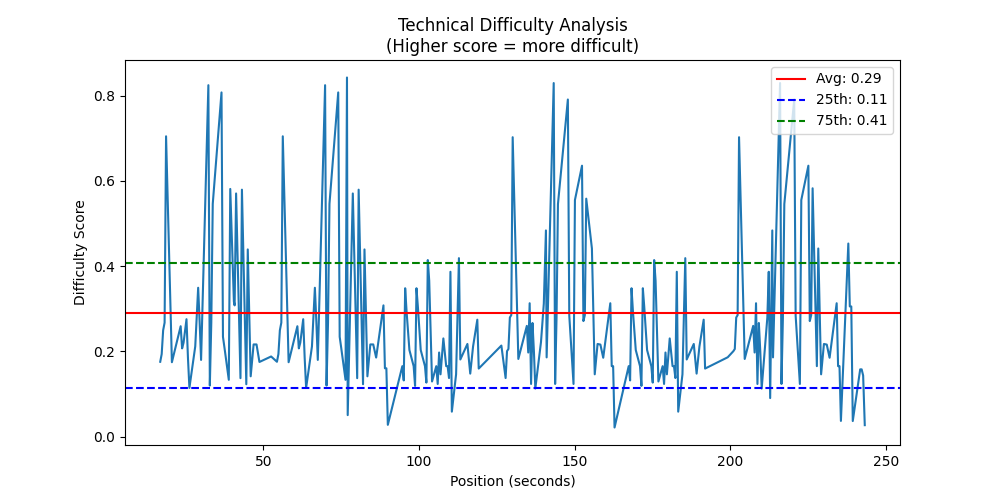 Technical Difficulty Analysis
(Higher score = more difficult)
Avg: 0.29
25th: 0.11
75th: 0.41
Difficulty Score
0.8
0.6
0.4
0.2
0.0
50
100
150
200
250
Position (seconds)